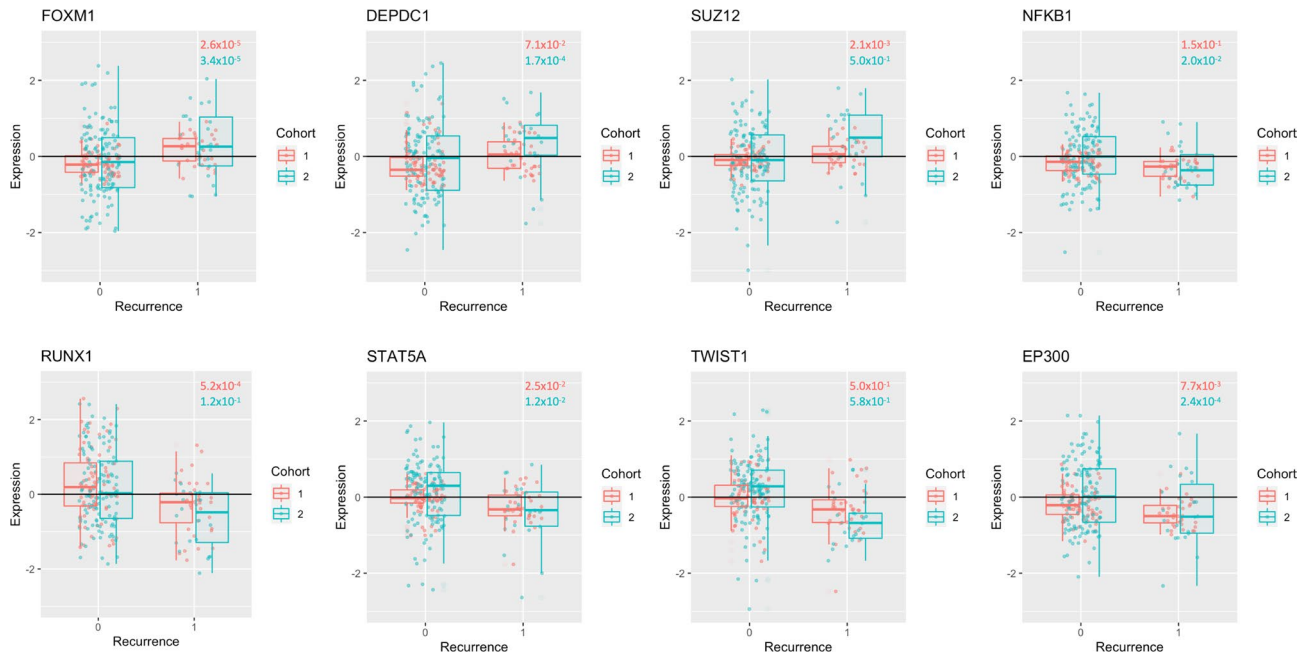 FOXM1
2.6x10⁻⁵
3.4x10⁻⁵
2
0
-2
Expression
0
1
Recurrence
Cohort
1
2
DEPDC1
7.1x10⁻²
1.7x10⁻⁴
2
0
-2
Expression
0
1
Recurrence
Cohort
1
2
SUZ12
2.1x10⁻³
5.0x10⁻¹
2
0
-2
Expression
0
1
Recurrence
Cohort
1
2
NFKB1
1.5x10⁻¹
2.0x10⁻²
2
0
-2
Expression
0
1
Recurrence
Cohort
1
2
RUNX1
5.2x10⁻⁴
1.2x10⁻¹
2
0
-2
Expression
0
1
Recurrence
Cohort
1
2
STAT5A
2.5x10⁻²
1.2x10⁻²
2
0
-2
Expression
0
1
Recurrence
Cohort
1
2
TWIST1
5.0x10⁻¹
5.8x10⁻¹
2
0
-2
Expression
0
1
Recurrence
Cohort
1
2
EP300
7.7x10⁻³
2.4x10⁻⁴
2
0
-2
Expression
0
1
Recurrence
Cohort
1
2